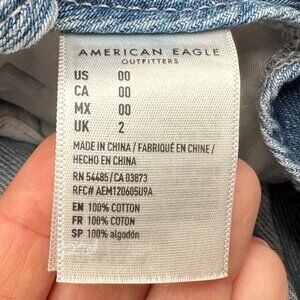 AMERICAN EAGLE
OUTFITTERS
US 00
CA 00
MX 00
UK 2
MADE IN CHINA / FABRIQUÉ EN CHINE /
HECHO EN CHINA
RN 54485 / CA 03873
RFC# AEM120605U9A
EN 100% COTTON
FR 100% COTON
SP 100% algodón